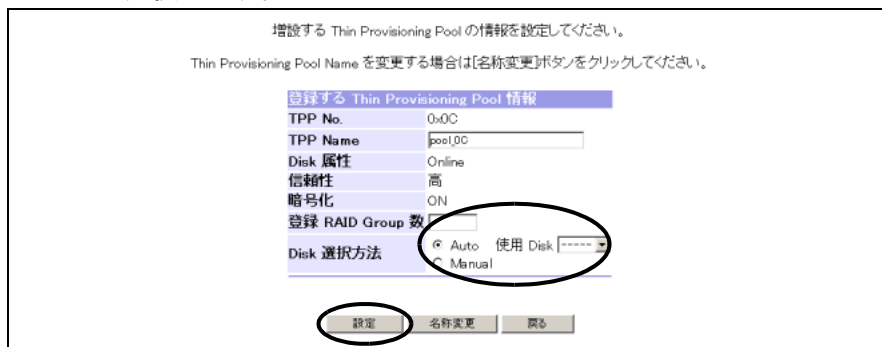 増設する Thin Provisioning Pool の情報を設定してください。
Thin Provisioning Pool Name を変更する場合は[名称変更]ボタンをクリックしてください。
登録する Thin Provisioning Pool 情報
TPP No. 0x0C
TPP Name pool_0C
Disk 属性 Online
信頼性 高
暗号化 ON
登録 RAID Group 数
Disk 選択方法 Auto 使用 Disk -----
Manual
設定 名称変更 戻る